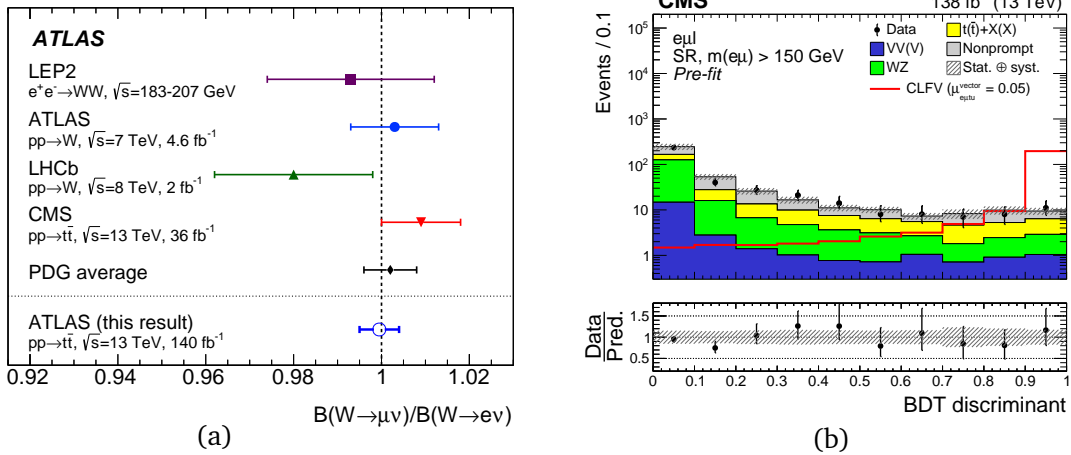 ATLAS
LEP2
e⁺e⁻→WW, √s=183-207 GeV
ATLAS
pp→W, √s=7 TeV, 4.6 fb⁻¹
LHCb
pp→W, √s=8 TeV, 2 fb⁻¹
CMS
pp→tt̄, √s=13 TeV, 36 fb⁻¹
PDG average
ATLAS (this result)
pp→tt̄, √s=13 TeV, 140 fb⁻¹
0.92 0.94 0.96 0.98 1 1.02
B(W→μν)/B(W→eν)
(a)
CMS 138 fb⁻¹ (13 TeV)
Events / 0.1
10⁵
10⁴
10³
10²
10
1
eμl
SR, m(eμ) > 150 GeV
Pre-fit
Data t(t̄)+X(X)
VV(V) Nonprompt
WZ Stat. ⊕ syst.
CLFV (μ^vector_eμtu = 0.05)
Data
Pred.
1.5
1
0.5
0 0.1 0.2 0.3 0.4 0.5 0.6 0.7 0.8 0.9 1
BDT discriminant
(b)